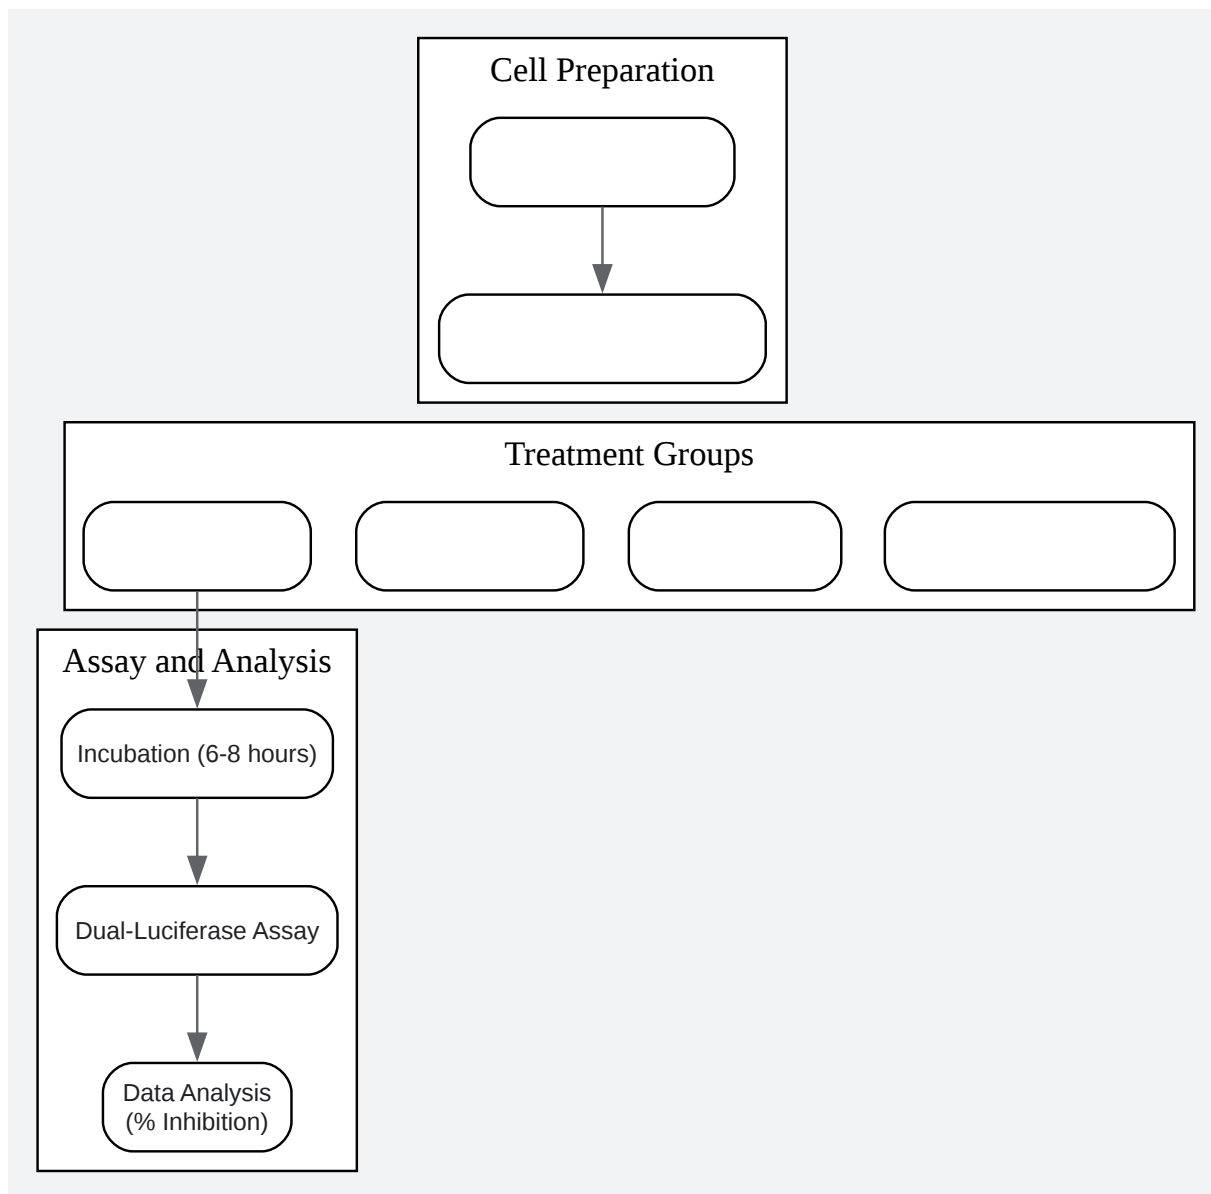 Cell Preparation
Treatment Groups
Assay and Analysis
Incubation (6-8 hours)
Dual-Luciferase Assay
Data Analysis
(% Inhibition)